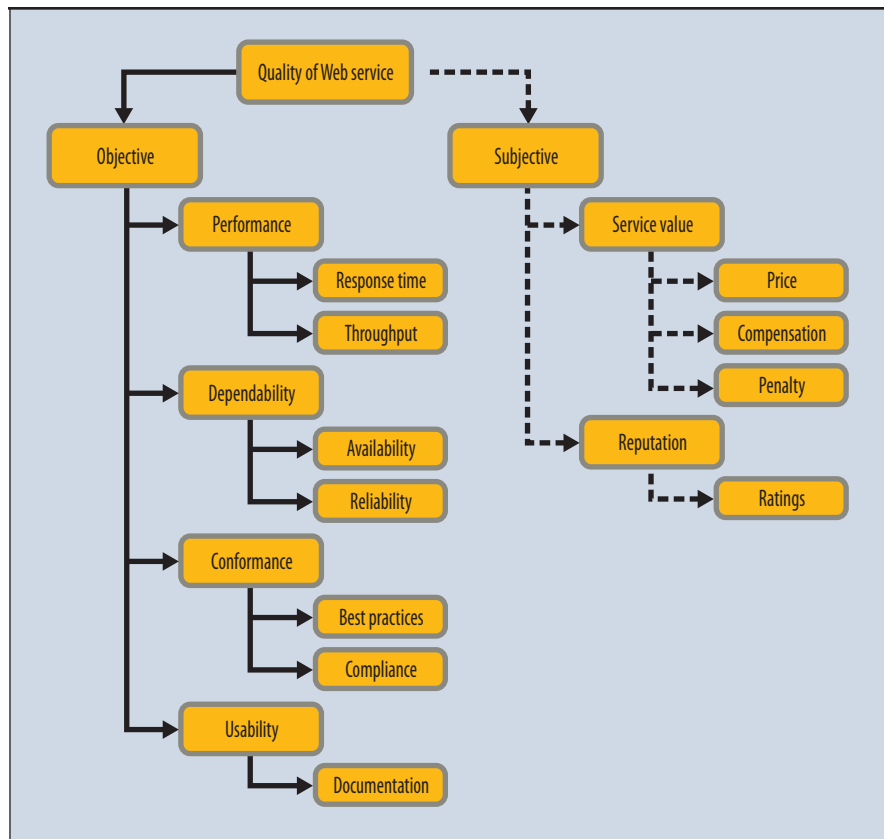 Quality of Web service
Objective
Performance
Response time
Throughput
Dependability
Availability
Reliability
Conformance
Best practices
Compliance
Usability
Documentation
Subjective
Service value
Price
Compensation
Penalty
Reputation
Ratings